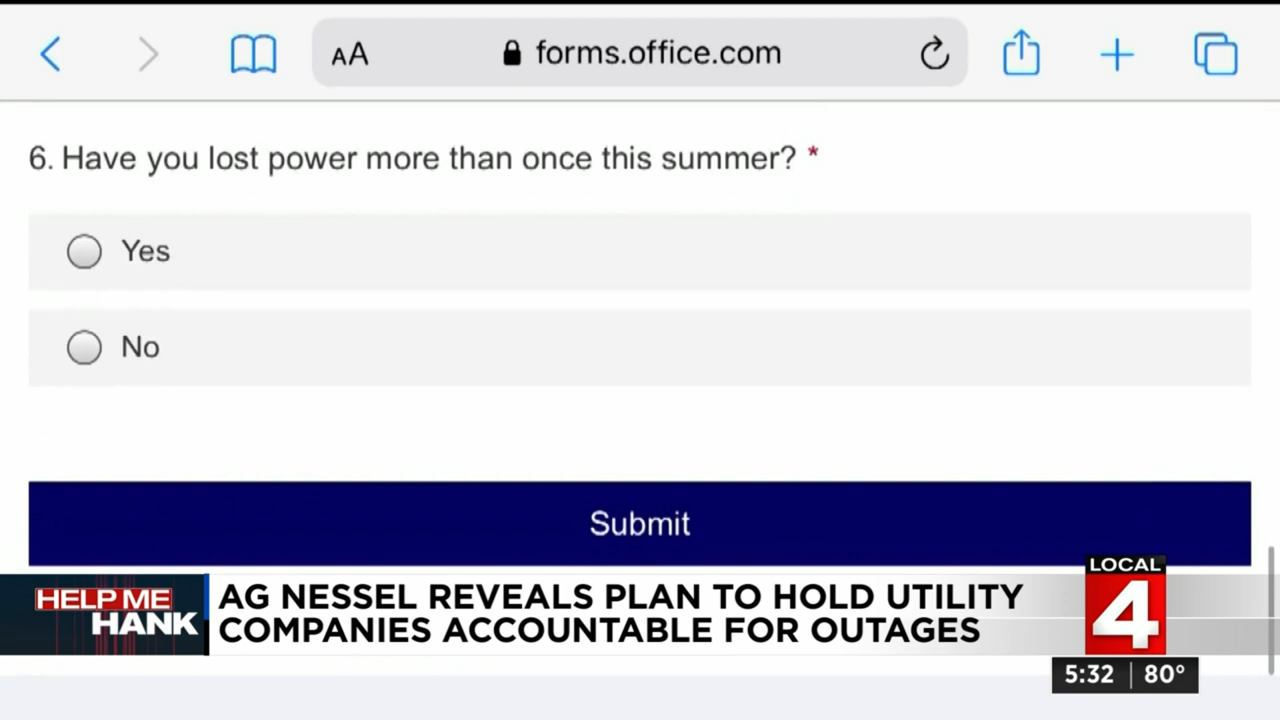 AA
forms.office.com
6. Have you lost power more than once this summer? *
Yes
No
Submit
HELP ME
HANK
AG NESSEL REVEALS PLAN TO HOLD UTILITY
COMPANIES ACCOUNTABLE FOR OUTAGES
LOCAL
4
5:32 | 80°